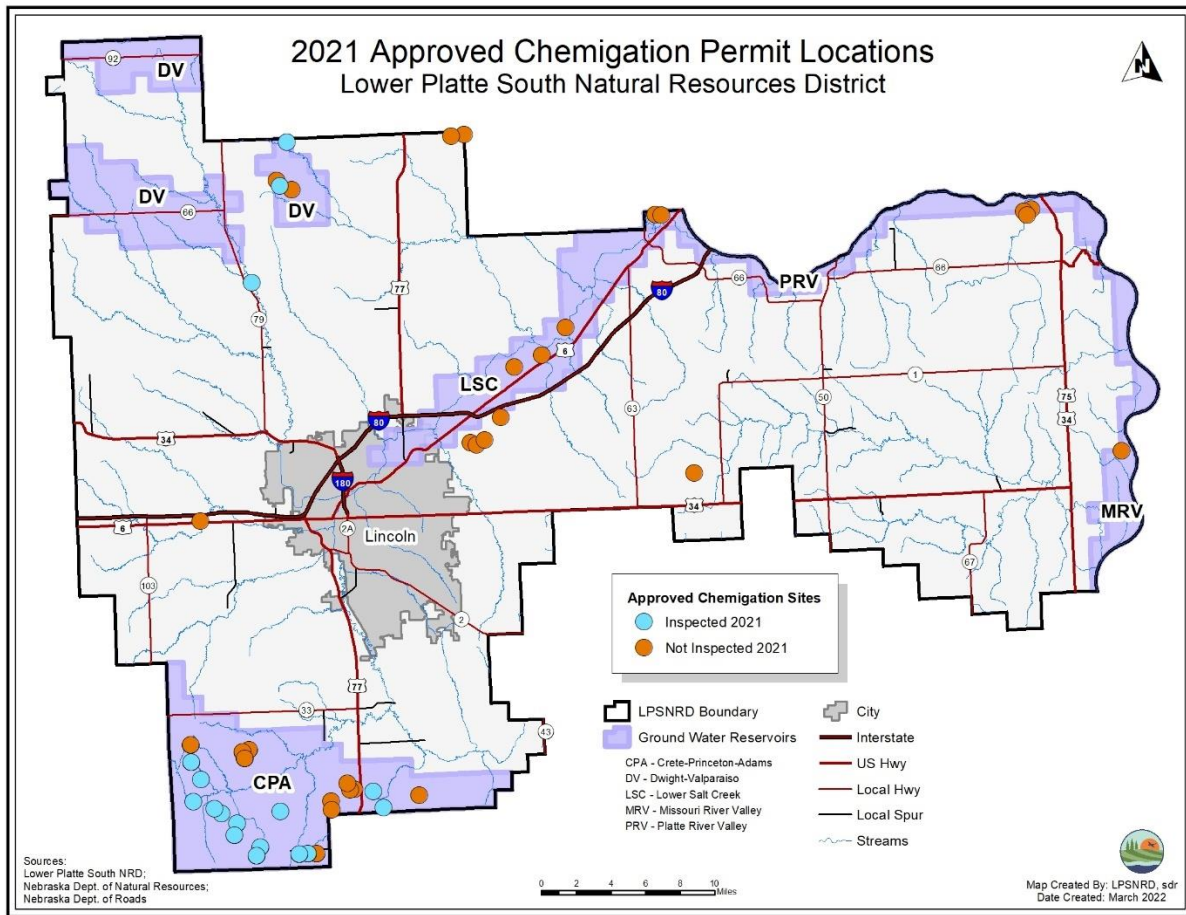 2021 Approved Chemigation Permit Locations
Lower Platte South Natural Resources District
N
92
DV
DV
66
DV
77
79
66
PRV
66
80
6
LSC
63
1
50
75
34
34
80
180
6
2A
Lincoln
34
MRV
67
103
2
77
33
43
CPA
Approved Chemigation Sites
Inspected 2021
Not Inspected 2021
LPSNRD Boundary
Ground Water Reservoirs
CPA - Crete-Princeton-Adams
DV - Dwight-Valparaiso
LSC - Lower Salt Creek
MRV - Missouri River Valley
PRV - Platte River Valley
City
Interstate
US Hwy
Local Hwy
Local Spur
Streams
Sources:
Lower Platte South NRD;
Nebraska Dept. of Natural Resources;
Nebraska Dept. of Roads
0 2 4 6 8 10
Miles
Map Created By: LPSNRD, sdr
Date Created: March 2022